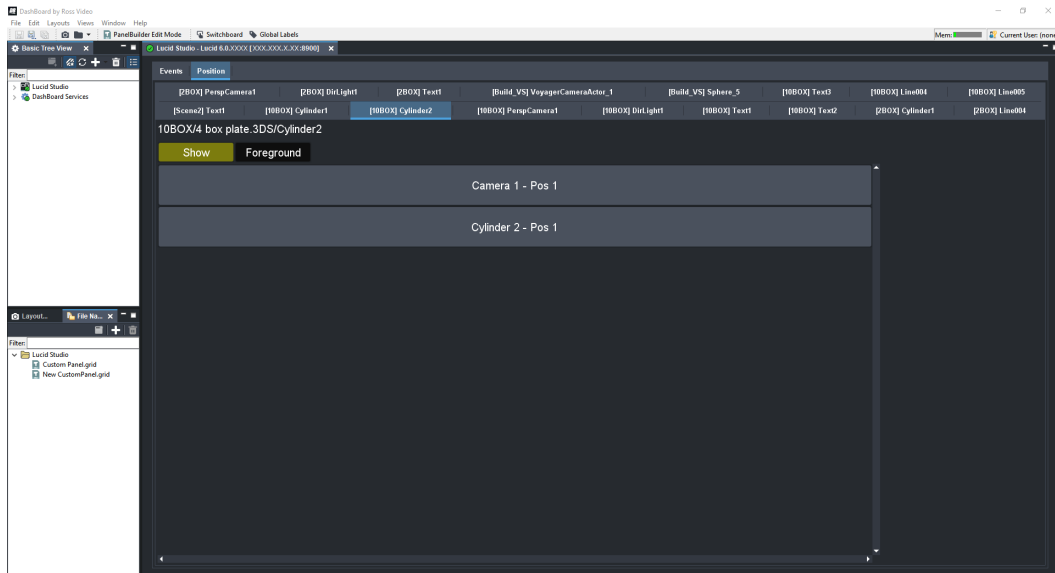 DashBoard by Ross Video
File Edit Layouts Views Window Help
PanelBuilder Edit Mode Switchboard Global Labels
Mem: Current User: (none
Basic Tree View
Lucid Studio - Lucid 6.0.XXXX [XXX.XXX.X.XX:8900]
Filter:
Lucid Studio
DashBoard Services
Events Position
[2BOX] PerspCamera1 [2BOX] DirLight1 [2BOX] Text1 [Build_VS] VoyagerCameraActor_1 [Build_VS] Sphere_5 [10BOX] Text3 [10BOX] Line004 [10BOX] Line005
[Scene2] Text1 [10BOX] Cylinder1 [10BOX] Cylinder2 [10BOX] PerspCamera1 [10BOX] DirLight1 [10BOX] Text1 [10BOX] Text2 [2BOX] Cylinder1 [2BOX] Line004
10BOX/4 box plate.3DS/Cylinder2
Show Foreground
Camera 1 - Pos 1
Cylinder 2 - Pos 1
Layout... File Na...
Filter:
Lucid Studio
Custom Panel.grid
New CustomPanel.grid